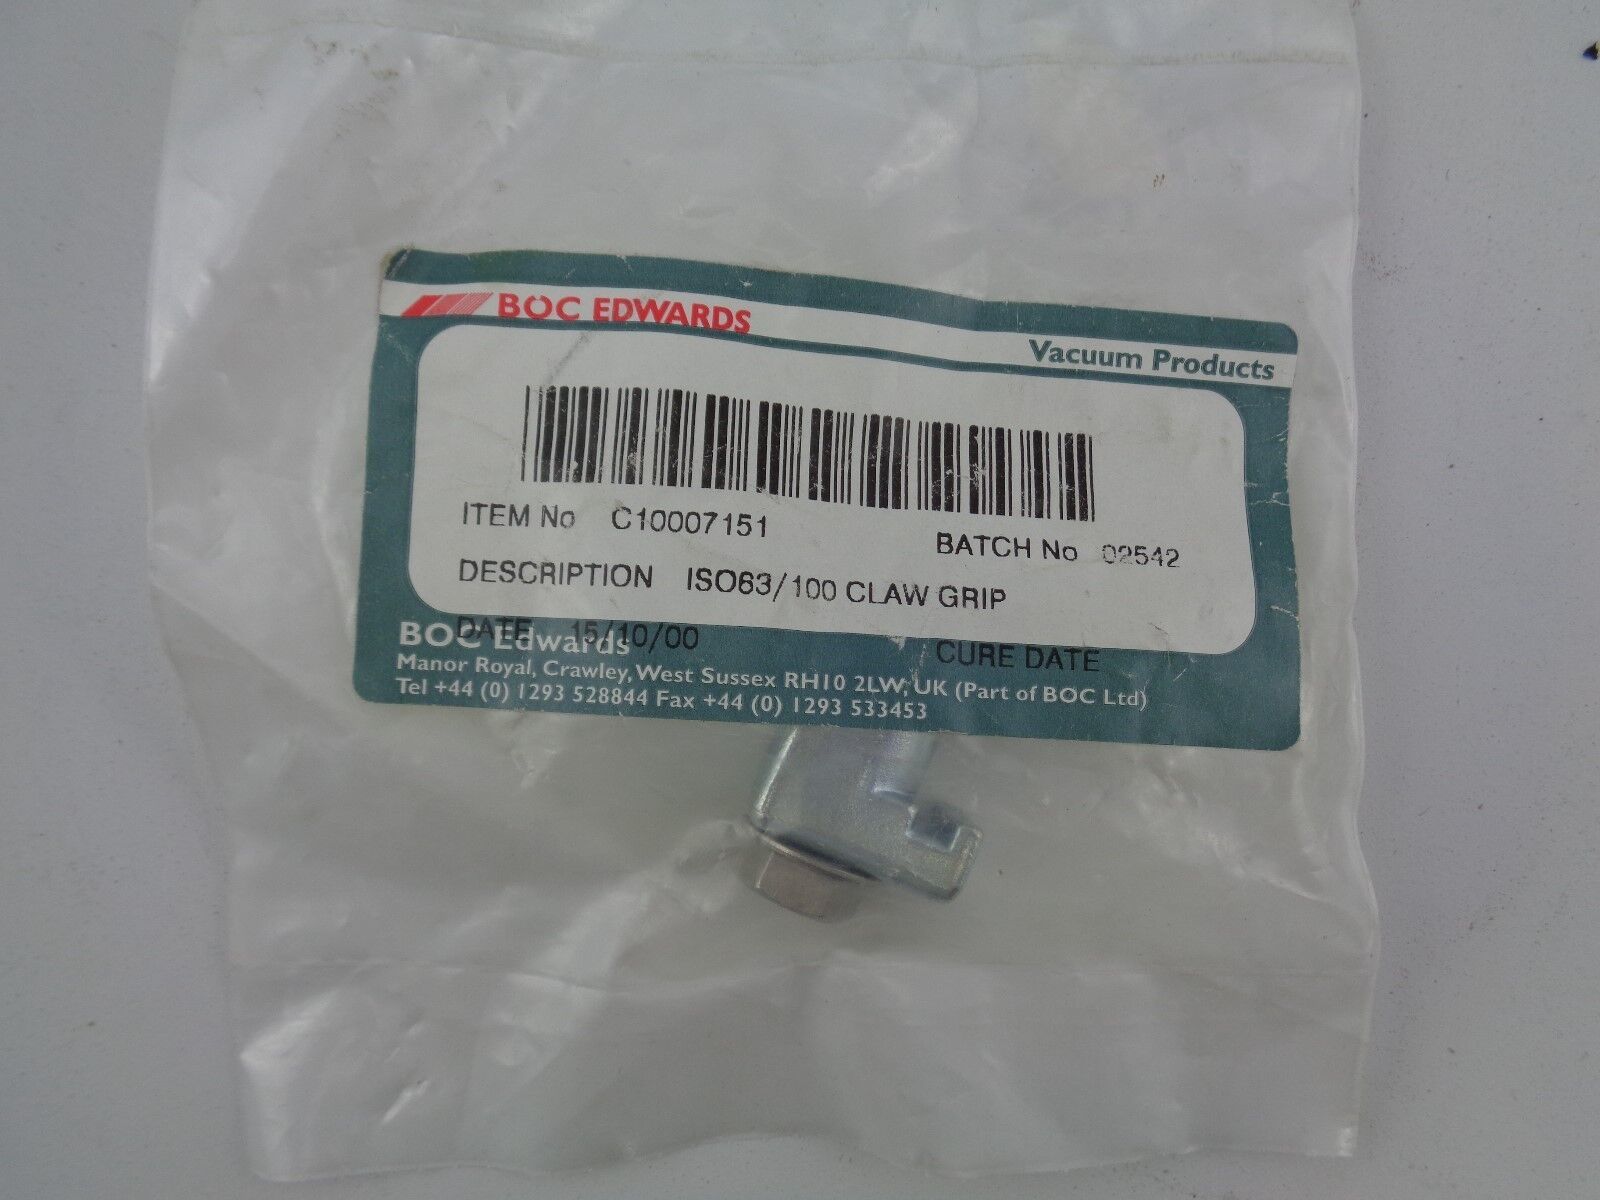 BOC EDWARDS
Vacuum Products
ITEM No C10007151
BATCH No 02542
DESCRIPTION ISO63/100 CLAW GRIP
DATE 15/10/00
CURE DATE
BOC Edwards
Manor Royal, Crawley, West Sussex RH10 2LW, UK (Part of BOC Ltd)
Tel +44 (0) 1293 528844 Fax +44 (0) 1293 533453